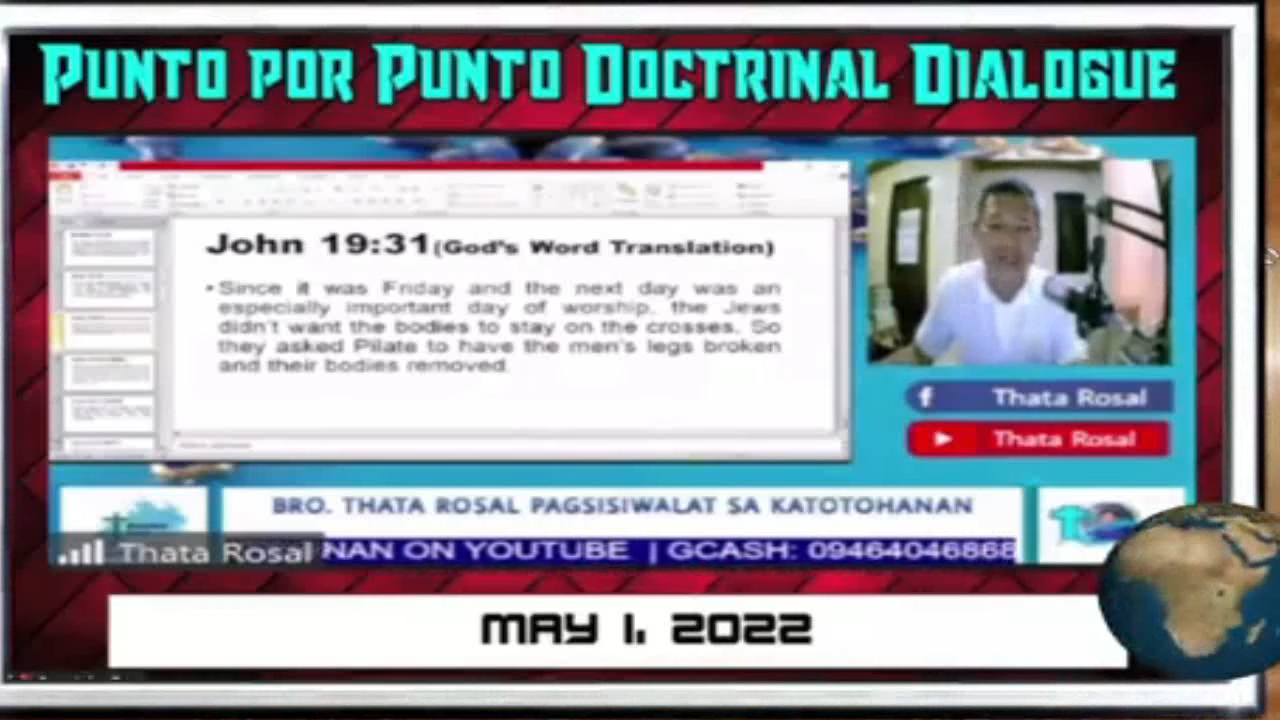 PUNTO POR PUNTO DOCTRINAL DIALOGUE
John 19:31 (God's Word Translation)
• Since it was Friday and the next day was an
especially important day of worship, the Jews
didn't want the bodies to stay on the crosses. So
they asked Pilate to have the men's legs broken
and their bodies removed.
f Thata Rosal
Thata Rosal
BRO. THATA ROSAL PAGSISIWALAT SA KATOTOHANAN
Thata Rosal
NAN ON YOUTUBE | GCASH: 09464046868
MAY 1, 2022